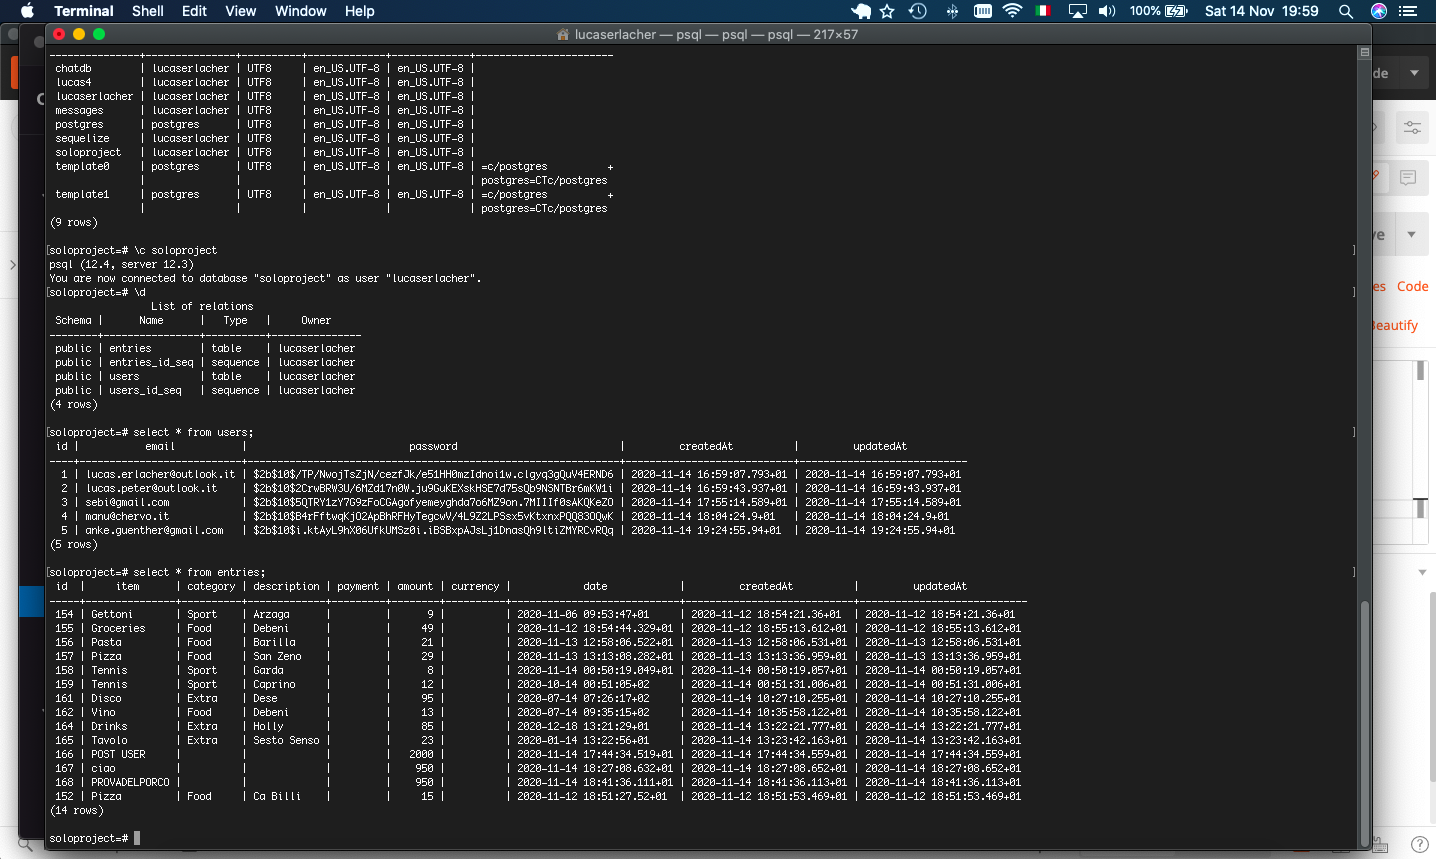 Terminal Shell Edit View Window Help 100% Sat 14 Nov 19:59
lucaserlacher — psql — psql — psql — 217×57
chatdb | lucaserlacher | UTF8 | en_US.UTF-8 | en_US.UTF-8 |
lucas4 | lucaserlacher | UTF8 | en_US.UTF-8 | en_US.UTF-8 |
lucaserlacher | lucaserlacher | UTF8 | en_US.UTF-8 | en_US.UTF-8 |
messages | lucaserlacher | UTF8 | en_US.UTF-8 | en_US.UTF-8 |
postgres | postgres | UTF8 | en_US.UTF-8 | en_US.UTF-8 |
sequelize | lucaserlacher | UTF8 | en_US.UTF-8 | en_US.UTF-8 |
soloproject | lucaserlacher | UTF8 | en_US.UTF-8 | en_US.UTF-8 |
template0 | postgres | UTF8 | en_US.UTF-8 | en_US.UTF-8 | =c/postgres +
| | | | | postgres=CTc/postgres
template1 | postgres | UTF8 | en_US.UTF-8 | en_US.UTF-8 | =c/postgres +
| | | | | postgres=CTc/postgres
(9 rows)
[soloproject=# \c soloproject ]
psql (12.4, server 12.3)
You are now connected to database "soloproject" as user "lucaserlacher".
[soloproject=# \d ]
List of relations
Schema | Name | Type | Owner
--------+----------------+----------+---------------
public | entries | table | lucaserlacher
public | entries_id_seq | sequence | lucaserlacher
public | users | table | lucaserlacher
public | users_id_seq | sequence | lucaserlacher
(4 rows)
[soloproject=# select * from users; ]
id | email | password | createdAt | updatedAt
1 | lucas.erlacher@outlook.it | $2b$10$/TP/NwojTsZjN/cezfJk/e51HH0mzIdnoi1w.clgyq3gQuV4ERND6 | 2020-11-14 16:59:07.793+01 | 2020-11-14 16:59:07.793+01
2 | lucas.peter@outlook.it | $2b$10$2CrwBRW3U/6MZd17n0W.ju9GuKEXskHSE7d75sQb9NSNTBr6mKW1i | 2020-11-14 16:59:43.937+01 | 2020-11-14 16:59:43.937+01
3 | sebi@gmail.com | $2b$10$5QTRY1zY7G9zFoCGAgofyemeyghda7o6MZ9on.7MIIIf0sAKQKeZO | 2020-11-14 17:55:14.589+01 | 2020-11-14 17:55:14.589+01
4 | manu@chervo.it | $2b$10$B4rFftwqKjO2ApBhRFHyTegcwV/4L9Z2LPSsx5vKtxnxPQQ83OQwK | 2020-11-14 18:04:24.9+01 | 2020-11-14 18:04:24.9+01
5 | anke.guenther@gmail.com | $2b$10$i.ktAyL9hX06UfkUMSz0i.iBSBxpAJsLj1DnasQh9ltiZMYRCvRQq | 2020-11-14 19:24:55.94+01 | 2020-11-14 19:24:55.94+01
(5 rows)
[soloproject=# select * from entries; ]
id | item | category | description | payment | amount | currency | date | createdAt | updatedAt
154 | Gettoni | Sport | Arzaga | | 9 | | 2020-11-06 09:53:47+01 | 2020-11-12 18:54:21.36+01 | 2020-11-12 18:54:21.36+01
155 | Groceries | Food | Debeni | | 49 | | 2020-11-12 18:54:44.329+01 | 2020-11-12 18:55:13.612+01 | 2020-11-12 18:55:13.612+01
156 | Pasta | Food | Barilla | | 21 | | 2020-11-13 12:58:06.522+01 | 2020-11-13 12:58:06.531+01 | 2020-11-13 12:58:06.531+01
157 | Pizza | Food | San Zeno | | 29 | | 2020-11-13 13:13:08.282+01 | 2020-11-13 13:13:36.959+01 | 2020-11-13 13:13:36.959+01
158 | Tennis | Sport | Garda | | 8 | | 2020-11-14 00:50:19.049+01 | 2020-11-14 00:50:19.057+01 | 2020-11-14 00:50:19.057+01
159 | Tennis | Sport | Caprino | | 12 | | 2020-10-14 00:51:05+02 | 2020-11-14 00:51:31.006+01 | 2020-11-14 00:51:31.006+01
161 | Disco | Extra | Dese | | 95 | | 2020-07-14 07:26:17+02 | 2020-11-14 10:27:10.255+01 | 2020-11-14 10:27:10.255+01
162 | Vino | Food | Debeni | | 13 | | 2020-07-14 09:35:15+02 | 2020-11-14 10:35:58.122+01 | 2020-11-14 10:35:58.122+01
164 | Drinks | Extra | Holly | | 85 | | 2020-12-18 13:21:29+01 | 2020-11-14 13:22:21.777+01 | 2020-11-14 13:22:21.777+01
165 | Tavolo | Extra | Sesto Senso | | 23 | | 2020-01-14 13:22:56+01 | 2020-11-14 13:23:42.163+01 | 2020-11-14 13:23:42.163+01
166 | POST USER | | | | 2000 | | 2020-11-14 17:44:34.519+01 | 2020-11-14 17:44:34.559+01 | 2020-11-14 17:44:34.559+01
167 | ciao | | | | 950 | | 2020-11-14 18:27:08.632+01 | 2020-11-14 18:27:08.652+01 | 2020-11-14 18:27:08.652+01
168 | PROVADELPORCO | | | | 950 | | 2020-11-14 18:41:36.111+01 | 2020-11-14 18:41:36.113+01 | 2020-11-14 18:41:36.113+01
152 | Pizza | Food | Ca Billi | | 15 | | 2020-11-12 18:51:27.52+01 | 2020-11-12 18:51:53.469+01 | 2020-11-12 18:51:53.469+01
(14 rows)
soloproject=#
de
ve
es Code
Beautify